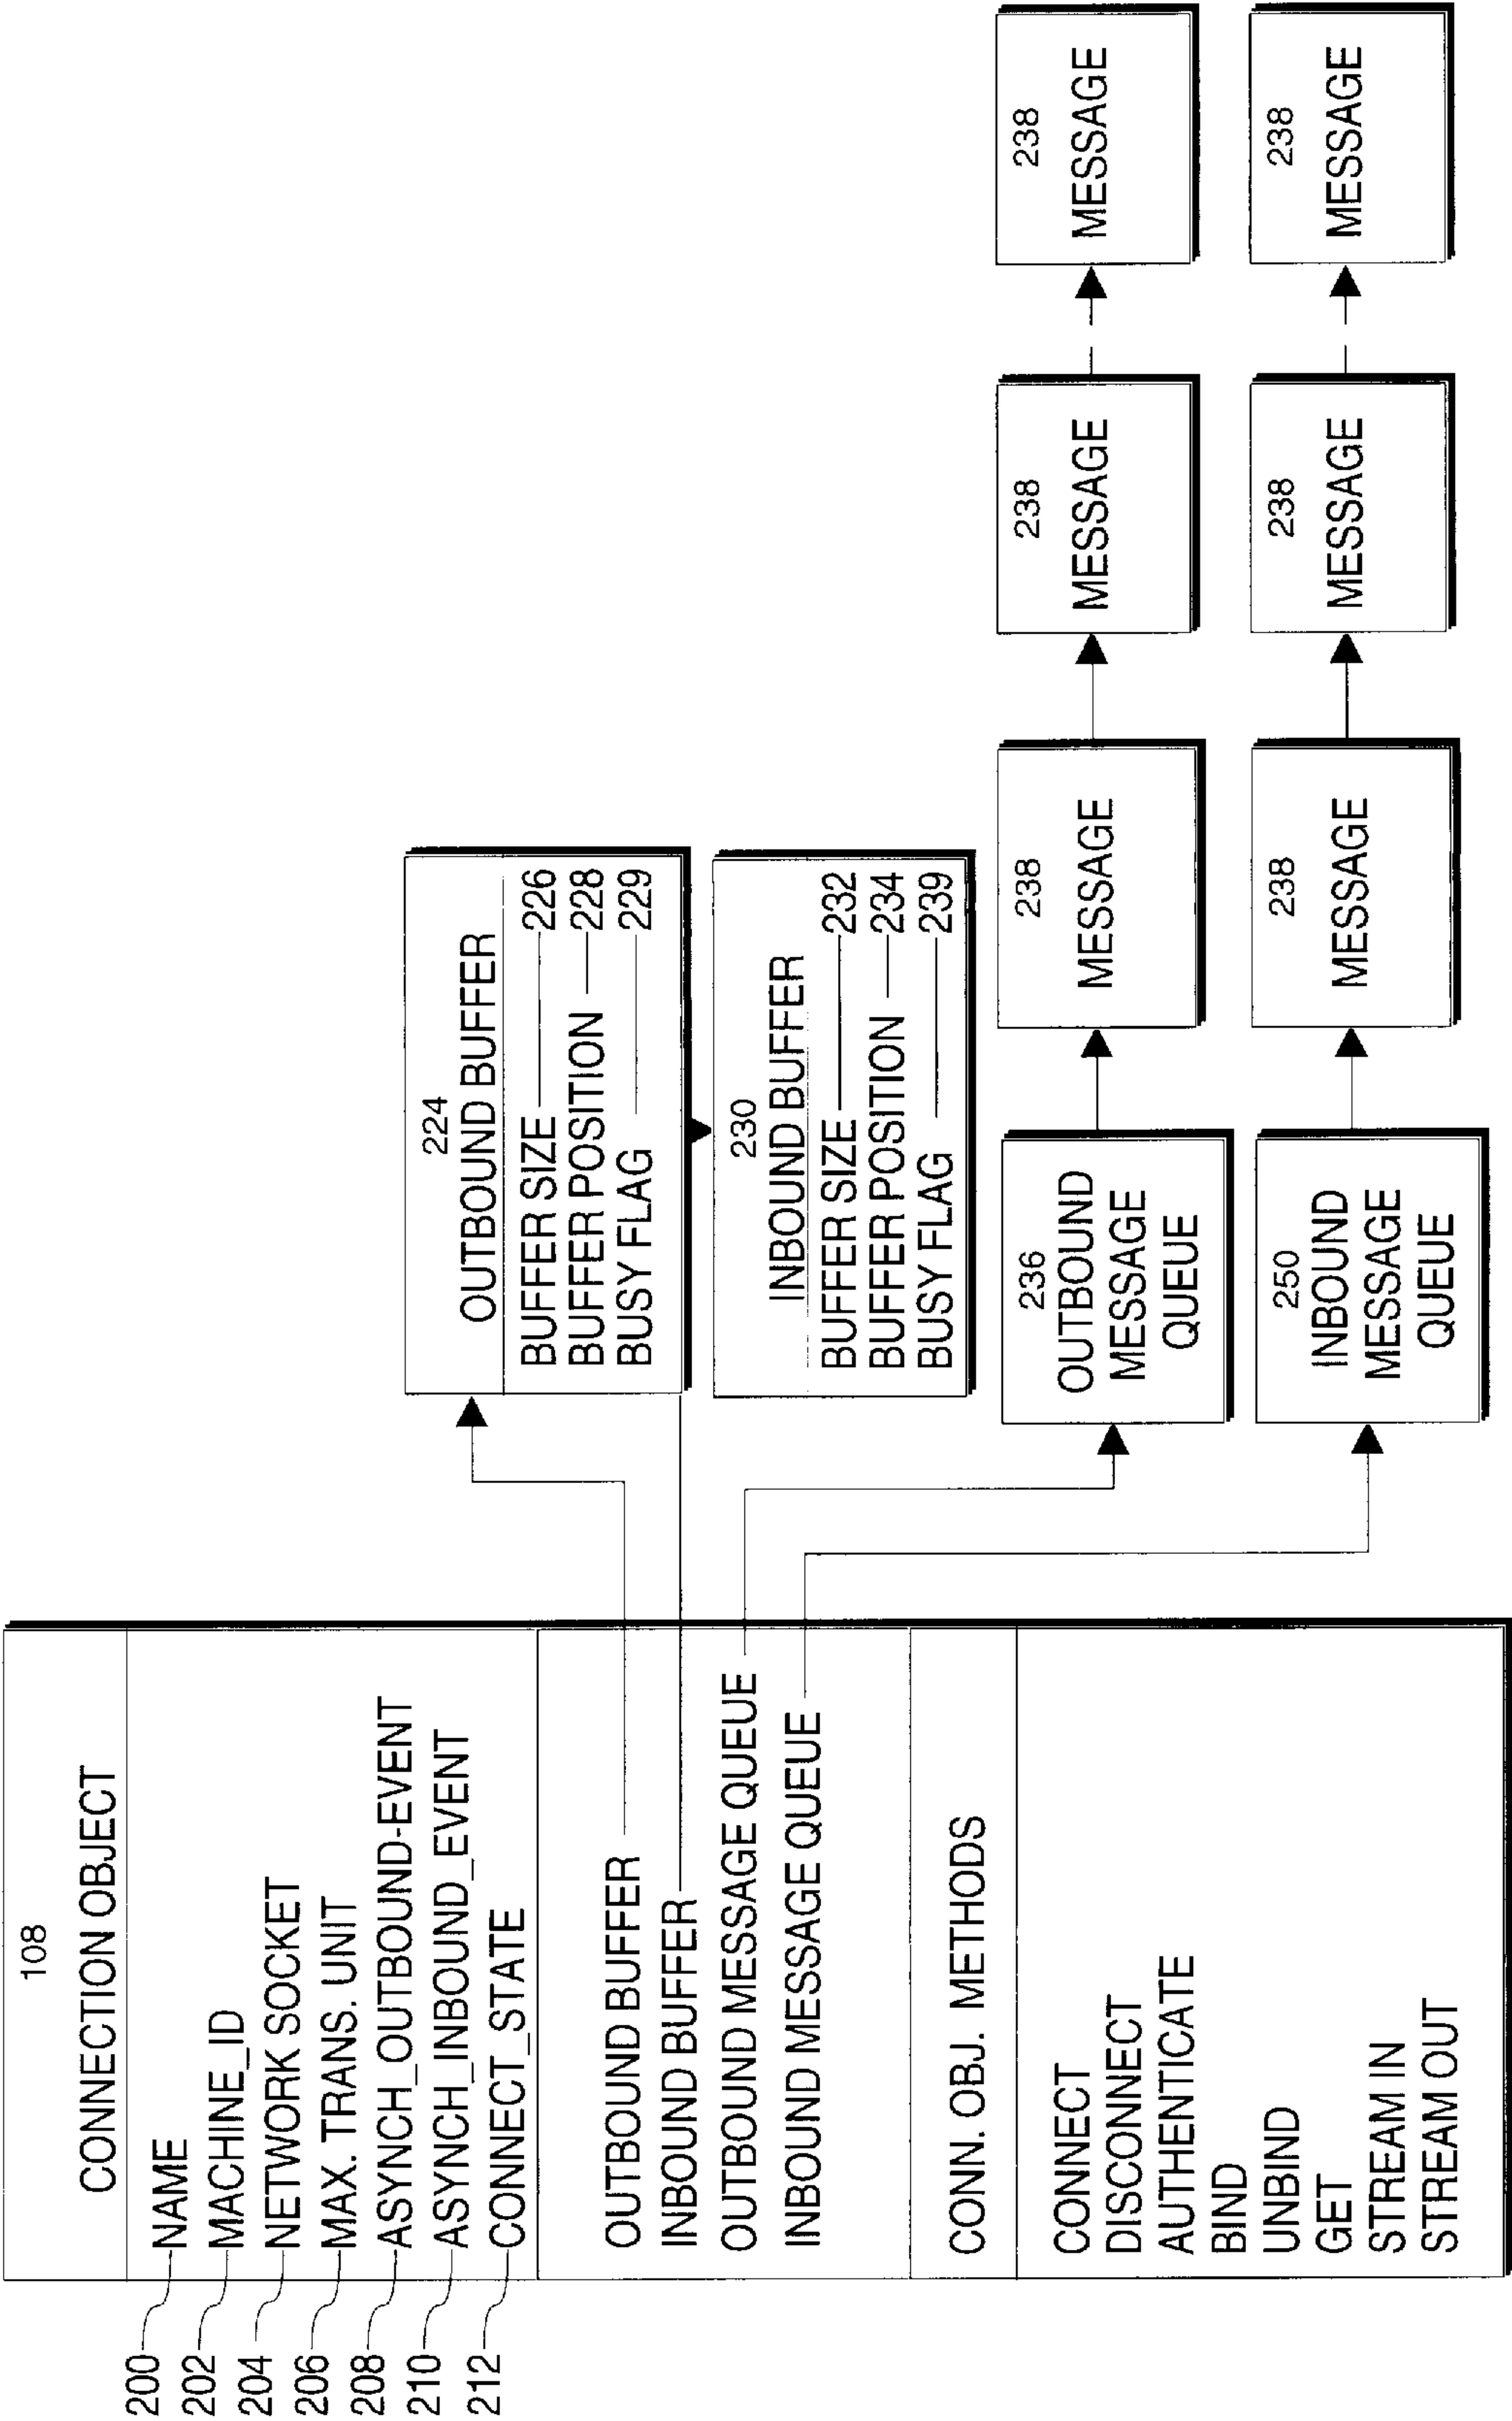 108
CONNECTION OBJECT
200 NAME
202 MACHINE_ID
204 NETWORK SOCKET
206 MAX. TRANS. UNIT
208 ASYNCH_OUTBOUND-EVENT
210 ASYNCH_INBOUND_EVENT
212 CONNECT_STATE
OUTBOUND BUFFER
INBOUND BUFFER
OUTBOUND MESSAGE QUEUE
INBOUND MESSAGE QUEUE
CONN. OBJ. METHODS
CONNECT
DISCONNECT
AUTHENTICATE
BIND
UNBIND
GET
STREAM IN
STREAM OUT
224
OUTBOUND BUFFER
BUFFER SIZE 226
BUFFER POSITION 228
BUSY FLAG 229
230
INBOUND BUFFER
BUFFER SIZE 232
BUFFER POSITION 234
BUSY FLAG 239
236
OUTBOUND
MESSAGE
QUEUE
238
MESSAGE
238
MESSAGE
238
MESSAGE
250
INBOUND
MESSAGE
QUEUE
238
MESSAGE
238
MESSAGE
238
MESSAGE